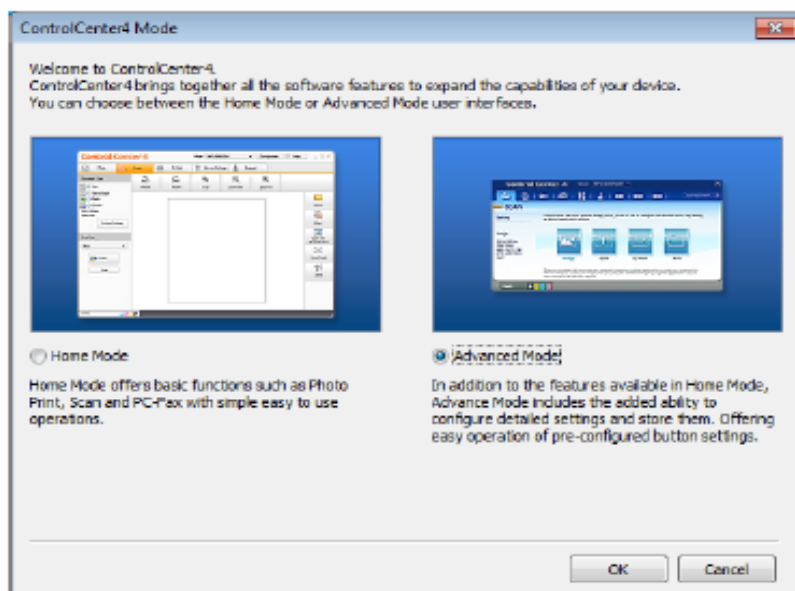 ControlCenter4 Mode
Welcome to ControlCenter4.
ControlCenter4 brings together all the software features to expand the capabilities of your device.
You can choose between the Home Mode or Advanced Mode user interfaces.
Control Center 4
SCAN
Home Mode
Advanced Mode
Home Mode offers basic functions such as Photo
Print, Scan and PC-Fax with simple easy to use
operations.
In addition to the features available in Home Mode,
Advance Mode includes the added ability to
configure detailed settings and store them. Offering
easy operation of pre-configured button settings.
OK
Cancel